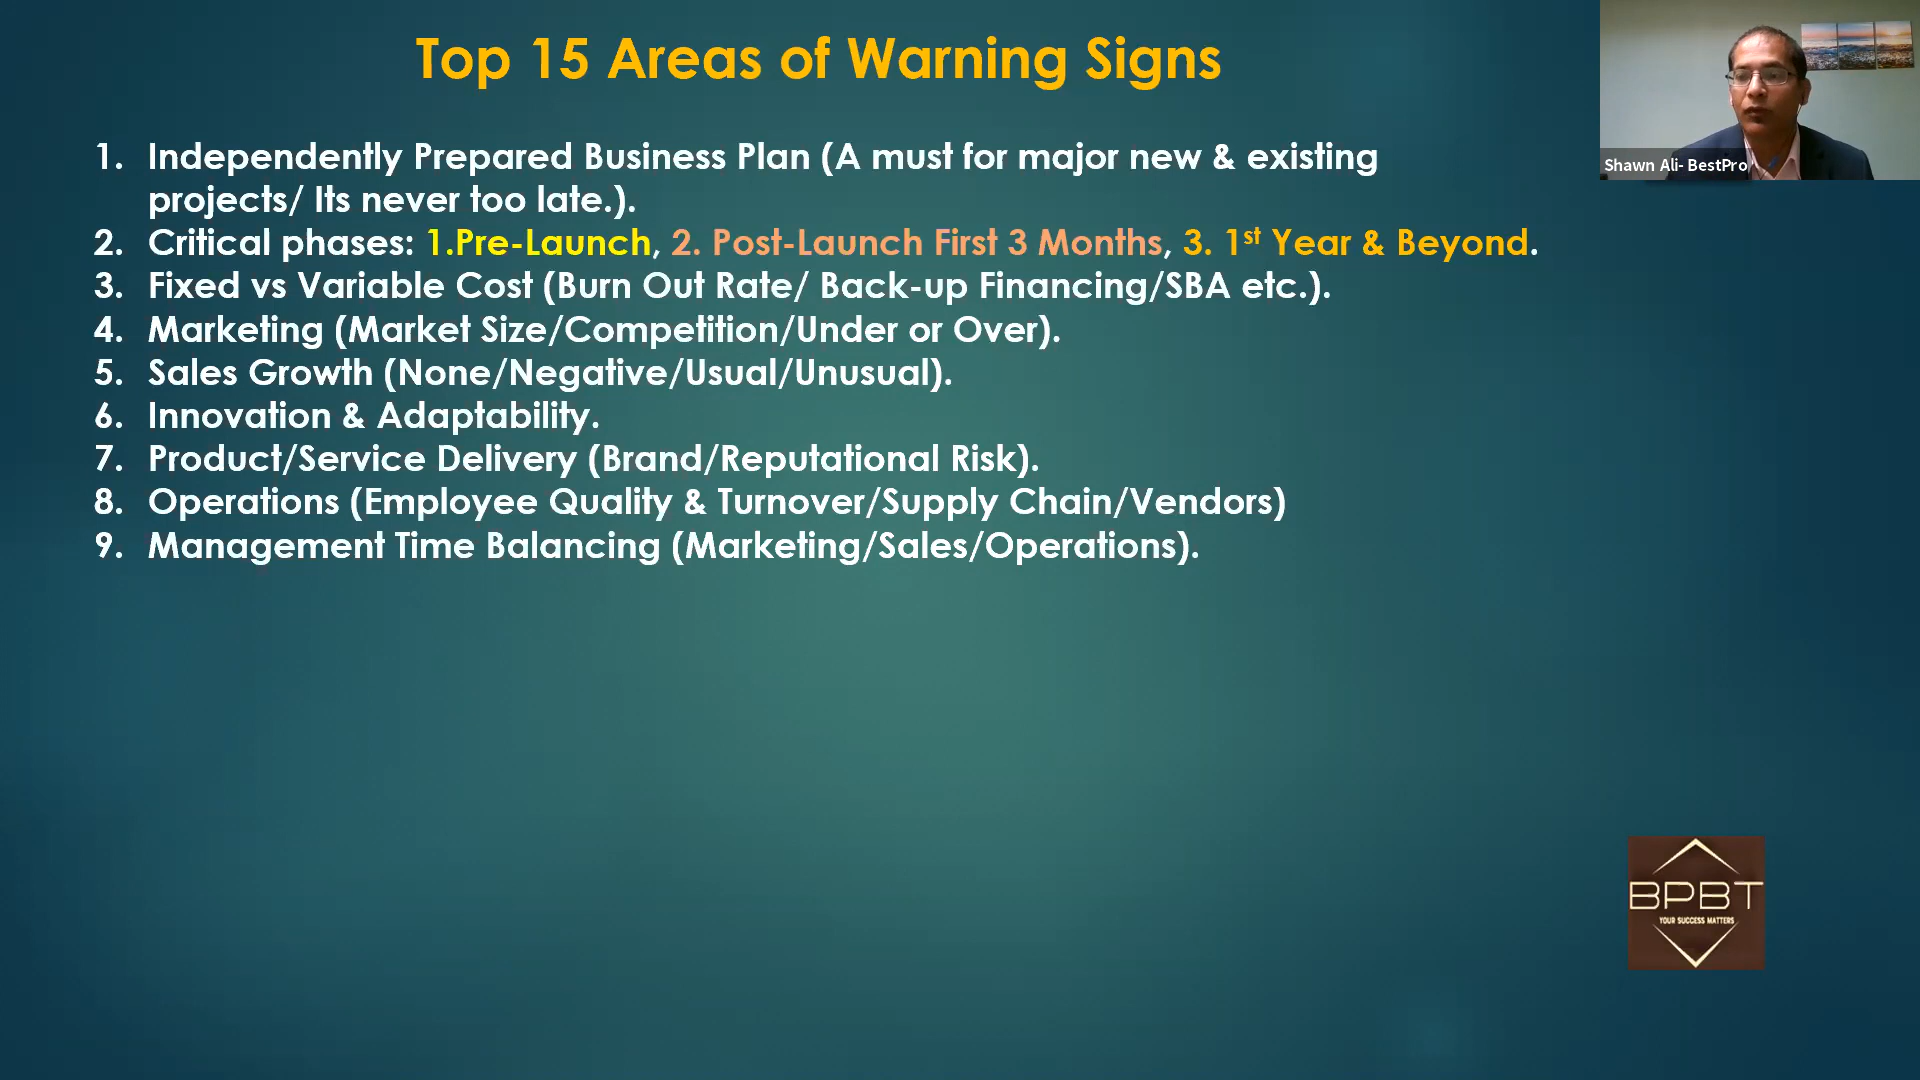 Top 15 Areas of Warning Signs
1. Independently Prepared Business Plan (A must for major new & existing
projects/ Its never too late.).
2. Critical phases: 1.Pre-Launch, 2. Post-Launch First 3 Months, 3. 1st Year & Beyond.
3. Fixed vs Variable Cost (Burn Out Rate/ Back-up Financing/SBA etc.).
4. Marketing (Market Size/Competition/Under or Over).
5. Sales Growth (None/Negative/Usual/Unusual).
6. Innovation & Adaptability.
7. Product/Service Delivery (Brand/Reputational Risk).
8. Operations (Employee Quality & Turnover/Supply Chain/Vendors)
9. Management Time Balancing (Marketing/Sales/Operations).
Shawn Ali- BestPro
BPBT
YOUR SUCCESS MATTERS